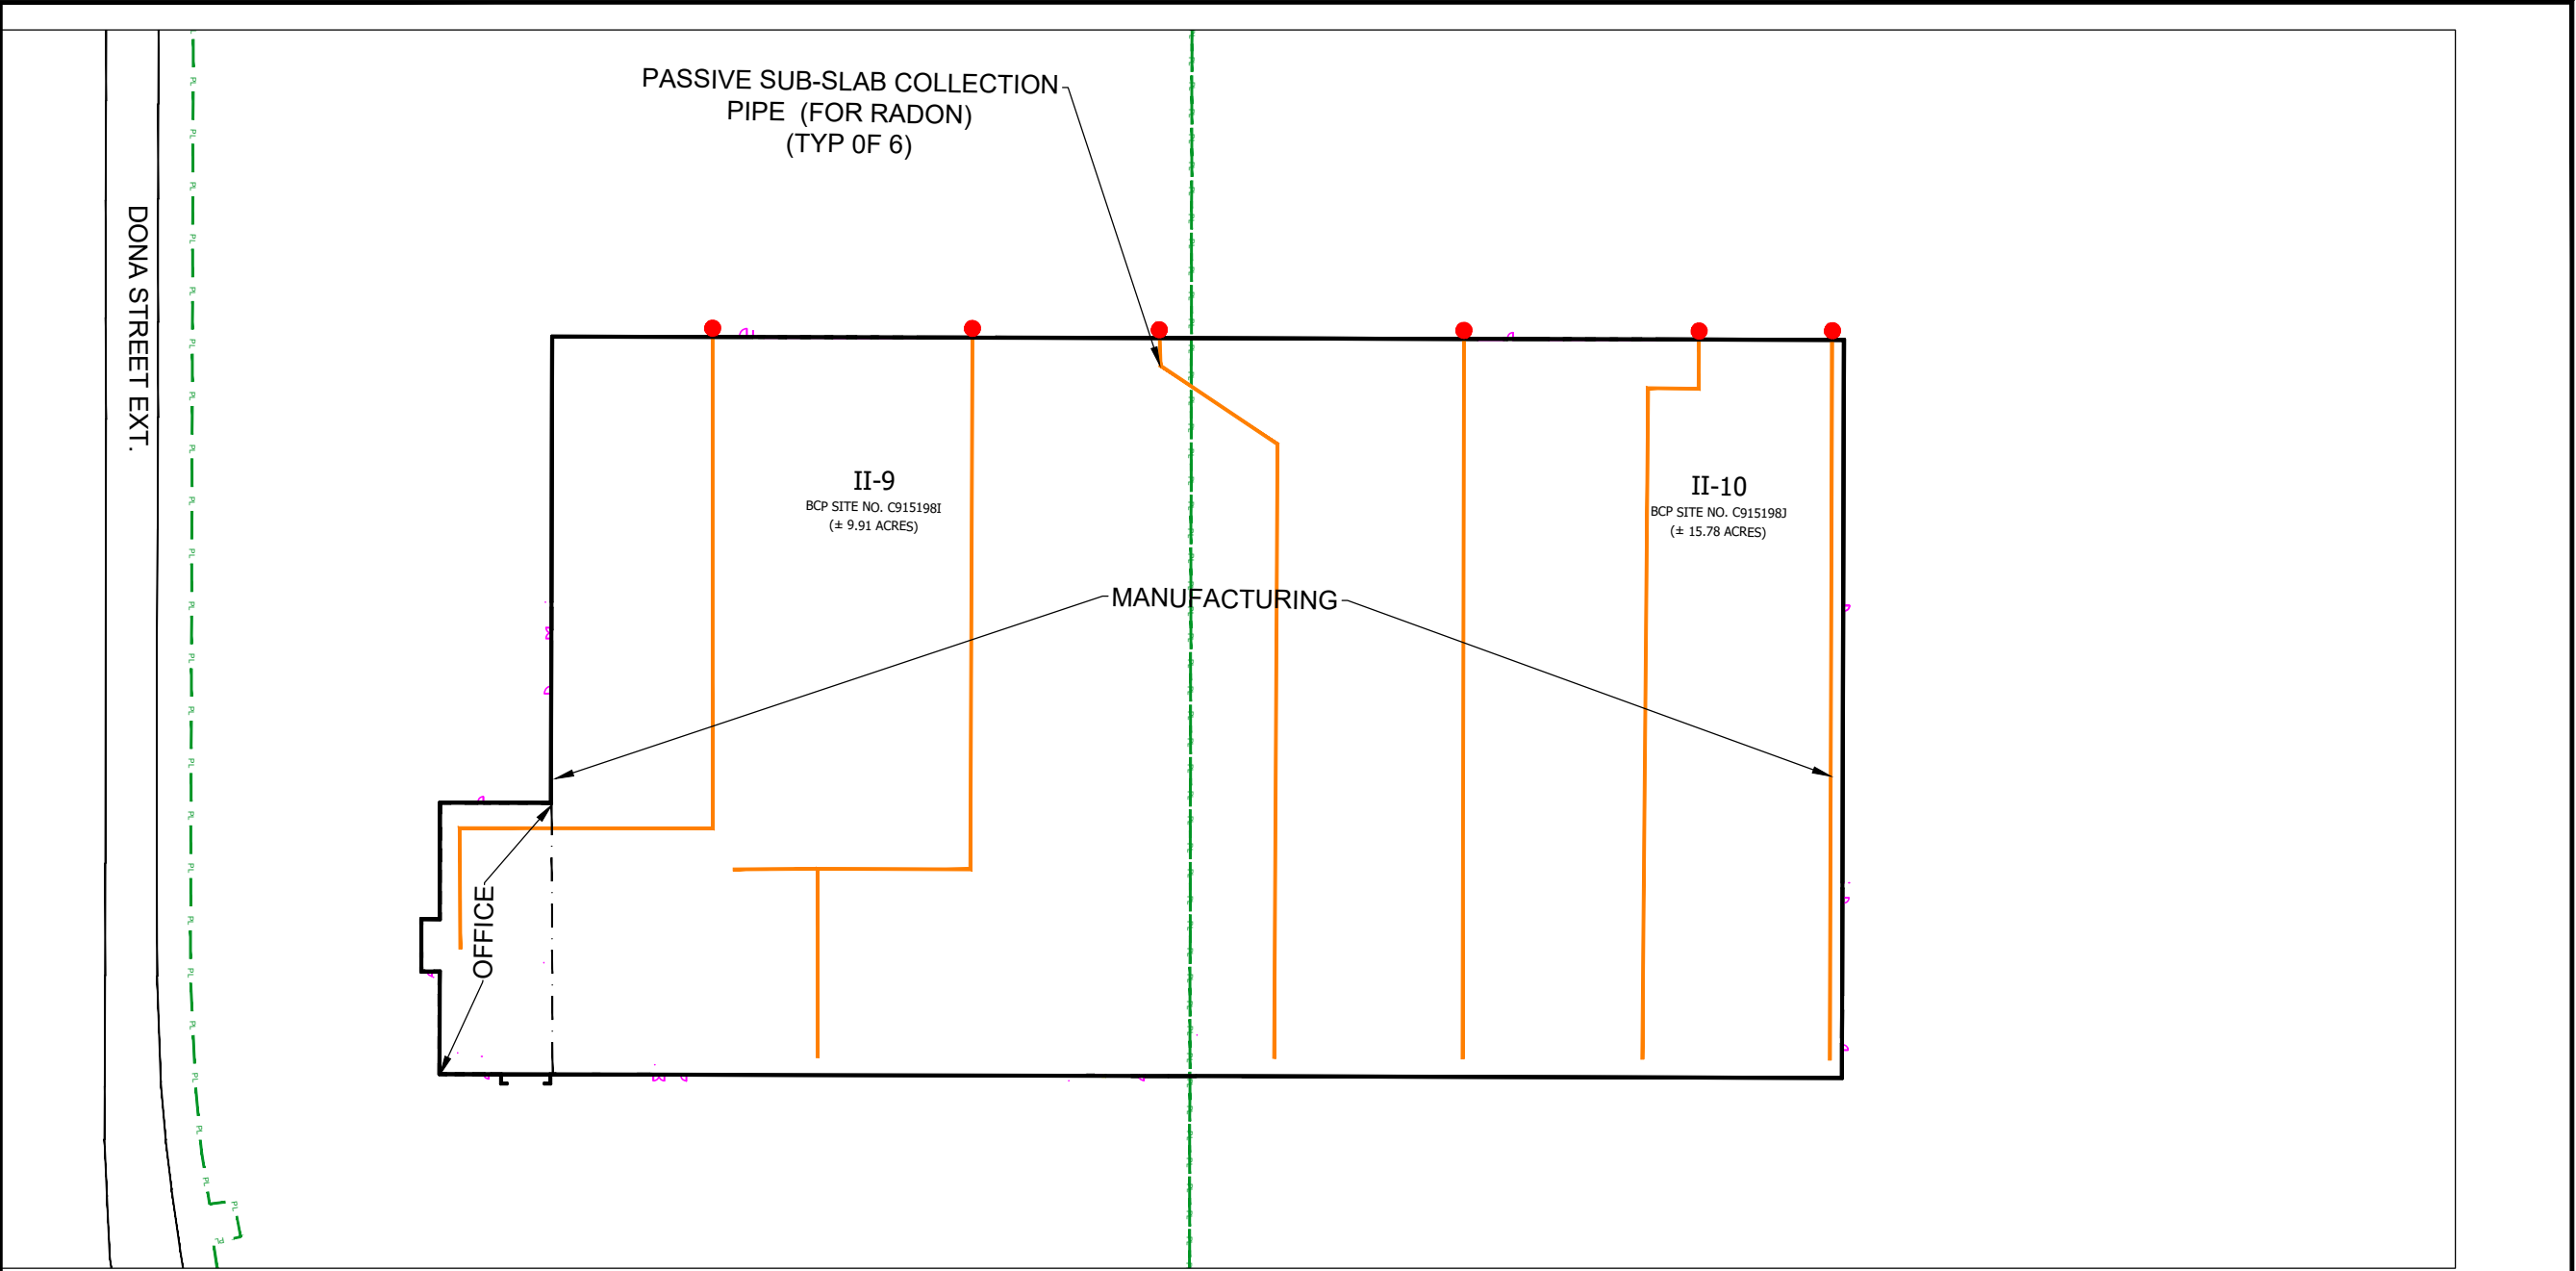 PASSIVE SUB-SLAB COLLECTION
PIPE (FOR RADON)
(TYP 0F 6)
DONA STREET EXT.
II-9
BCP SITE NO. C915198I
(± 9.91 ACRES)
II-10
BCP SITE NO. C915198J
(± 15.78 ACRES)
MANUFACTURING
OFFICE